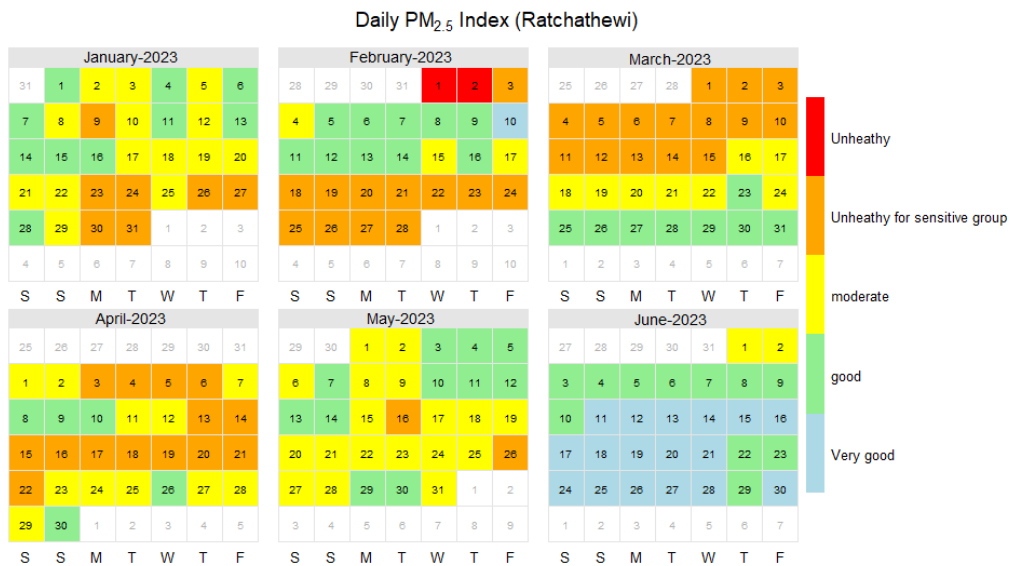 Daily PM2.5 Index (Ratchathewi)
January-2023
31 1 2 3 4 5 6
7 8 9 10 11 12 13
14 15 16 17 18 19 20
21 22 23 24 25 26 27
28 29 30 31 1 2 3
4 5 6 7 8 9 10
S S M T W T F
February-2023
28 29 30 31 1 2 3
4 5 6 7 8 9 10
11 12 13 14 15 16 17
18 19 20 21 22 23 24
25 26 27 28 1 2 3
4 5 6 7 8 9 10
S S M T W T F
March-2023
25 26 27 28 1 2 3
4 5 6 7 8 9 10
11 12 13 14 15 16 17
18 19 20 21 22 23 24
25 26 27 28 29 30 31
1 2 3 4 5 6 7
S S M T W T F
April-2023
25 26 27 28 29 30 31
1 2 3 4 5 6 7
8 9 10 11 12 13 14
15 16 17 18 19 20 21
22 23 24 25 26 27 28
29 30 1 2 3 4 5
S S M T W T F
May-2023
29 30 1 2 3 4 5
6 7 8 9 10 11 12
13 14 15 16 17 18 19
20 21 22 23 24 25 26
27 28 29 30 31 1 2
3 4 5 6 7 8 9
S S M T W T F
June-2023
27 28 29 30 31 1 2
3 4 5 6 7 8 9
10 11 12 13 14 15 16
17 18 19 20 21 22 23
24 25 26 27 28 29 30
1 2 3 4 5 6 7
S S M T W T F
Unheathy
Unheathy for sensitive group
moderate
good
Very good